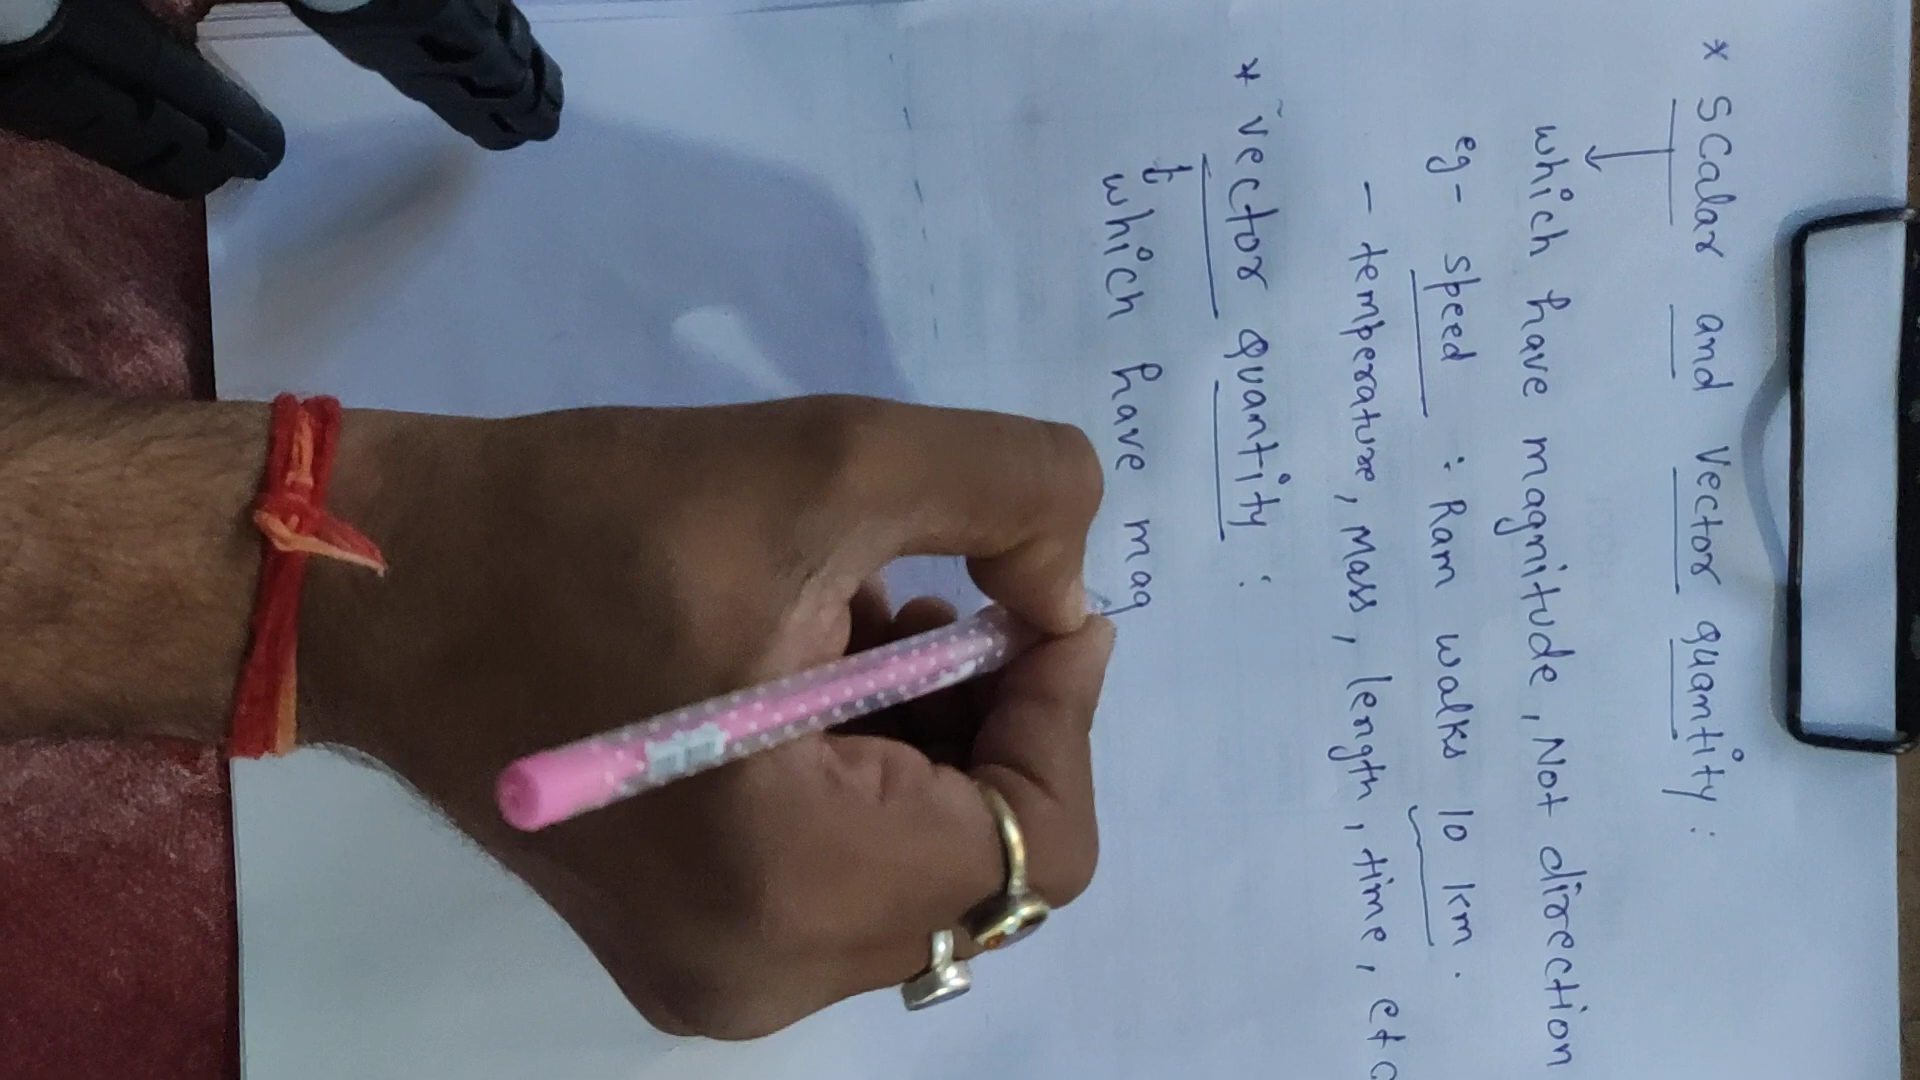 * Scalar and Vector quantity :
which have magnitude, Not direction
eg - speed : Ram walks 10 km.
- temperature, Mass, length, time, etc
* Vector quantity :
which have mag